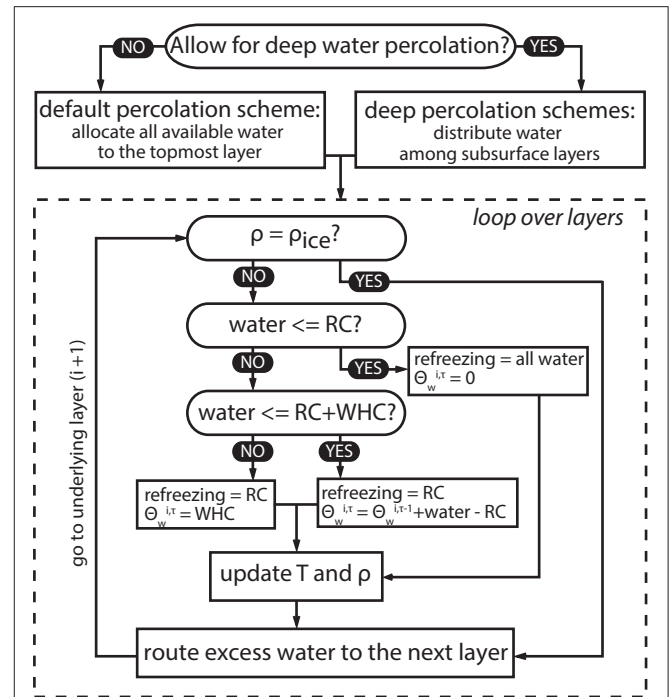 Allow for deep water percolation?
NO
YES
default percolation scheme:
allocate all available water
to the topmost layer
deep percolation schemes:
distribute water
among subsurface layers
loop over layers
ρ = ρice?
NO
YES
water <= RC?
NO
YES
refreezing = all water
Θw i,τ = 0
water <= RC+WHC?
NO
YES
refreezing = RC
Θw i,τ = WHC
refreezing = RC
Θw i,τ = Θw i,τ-1+water - RC
update T and ρ
route excess water to the next layer
go to underlying layer (i +1)